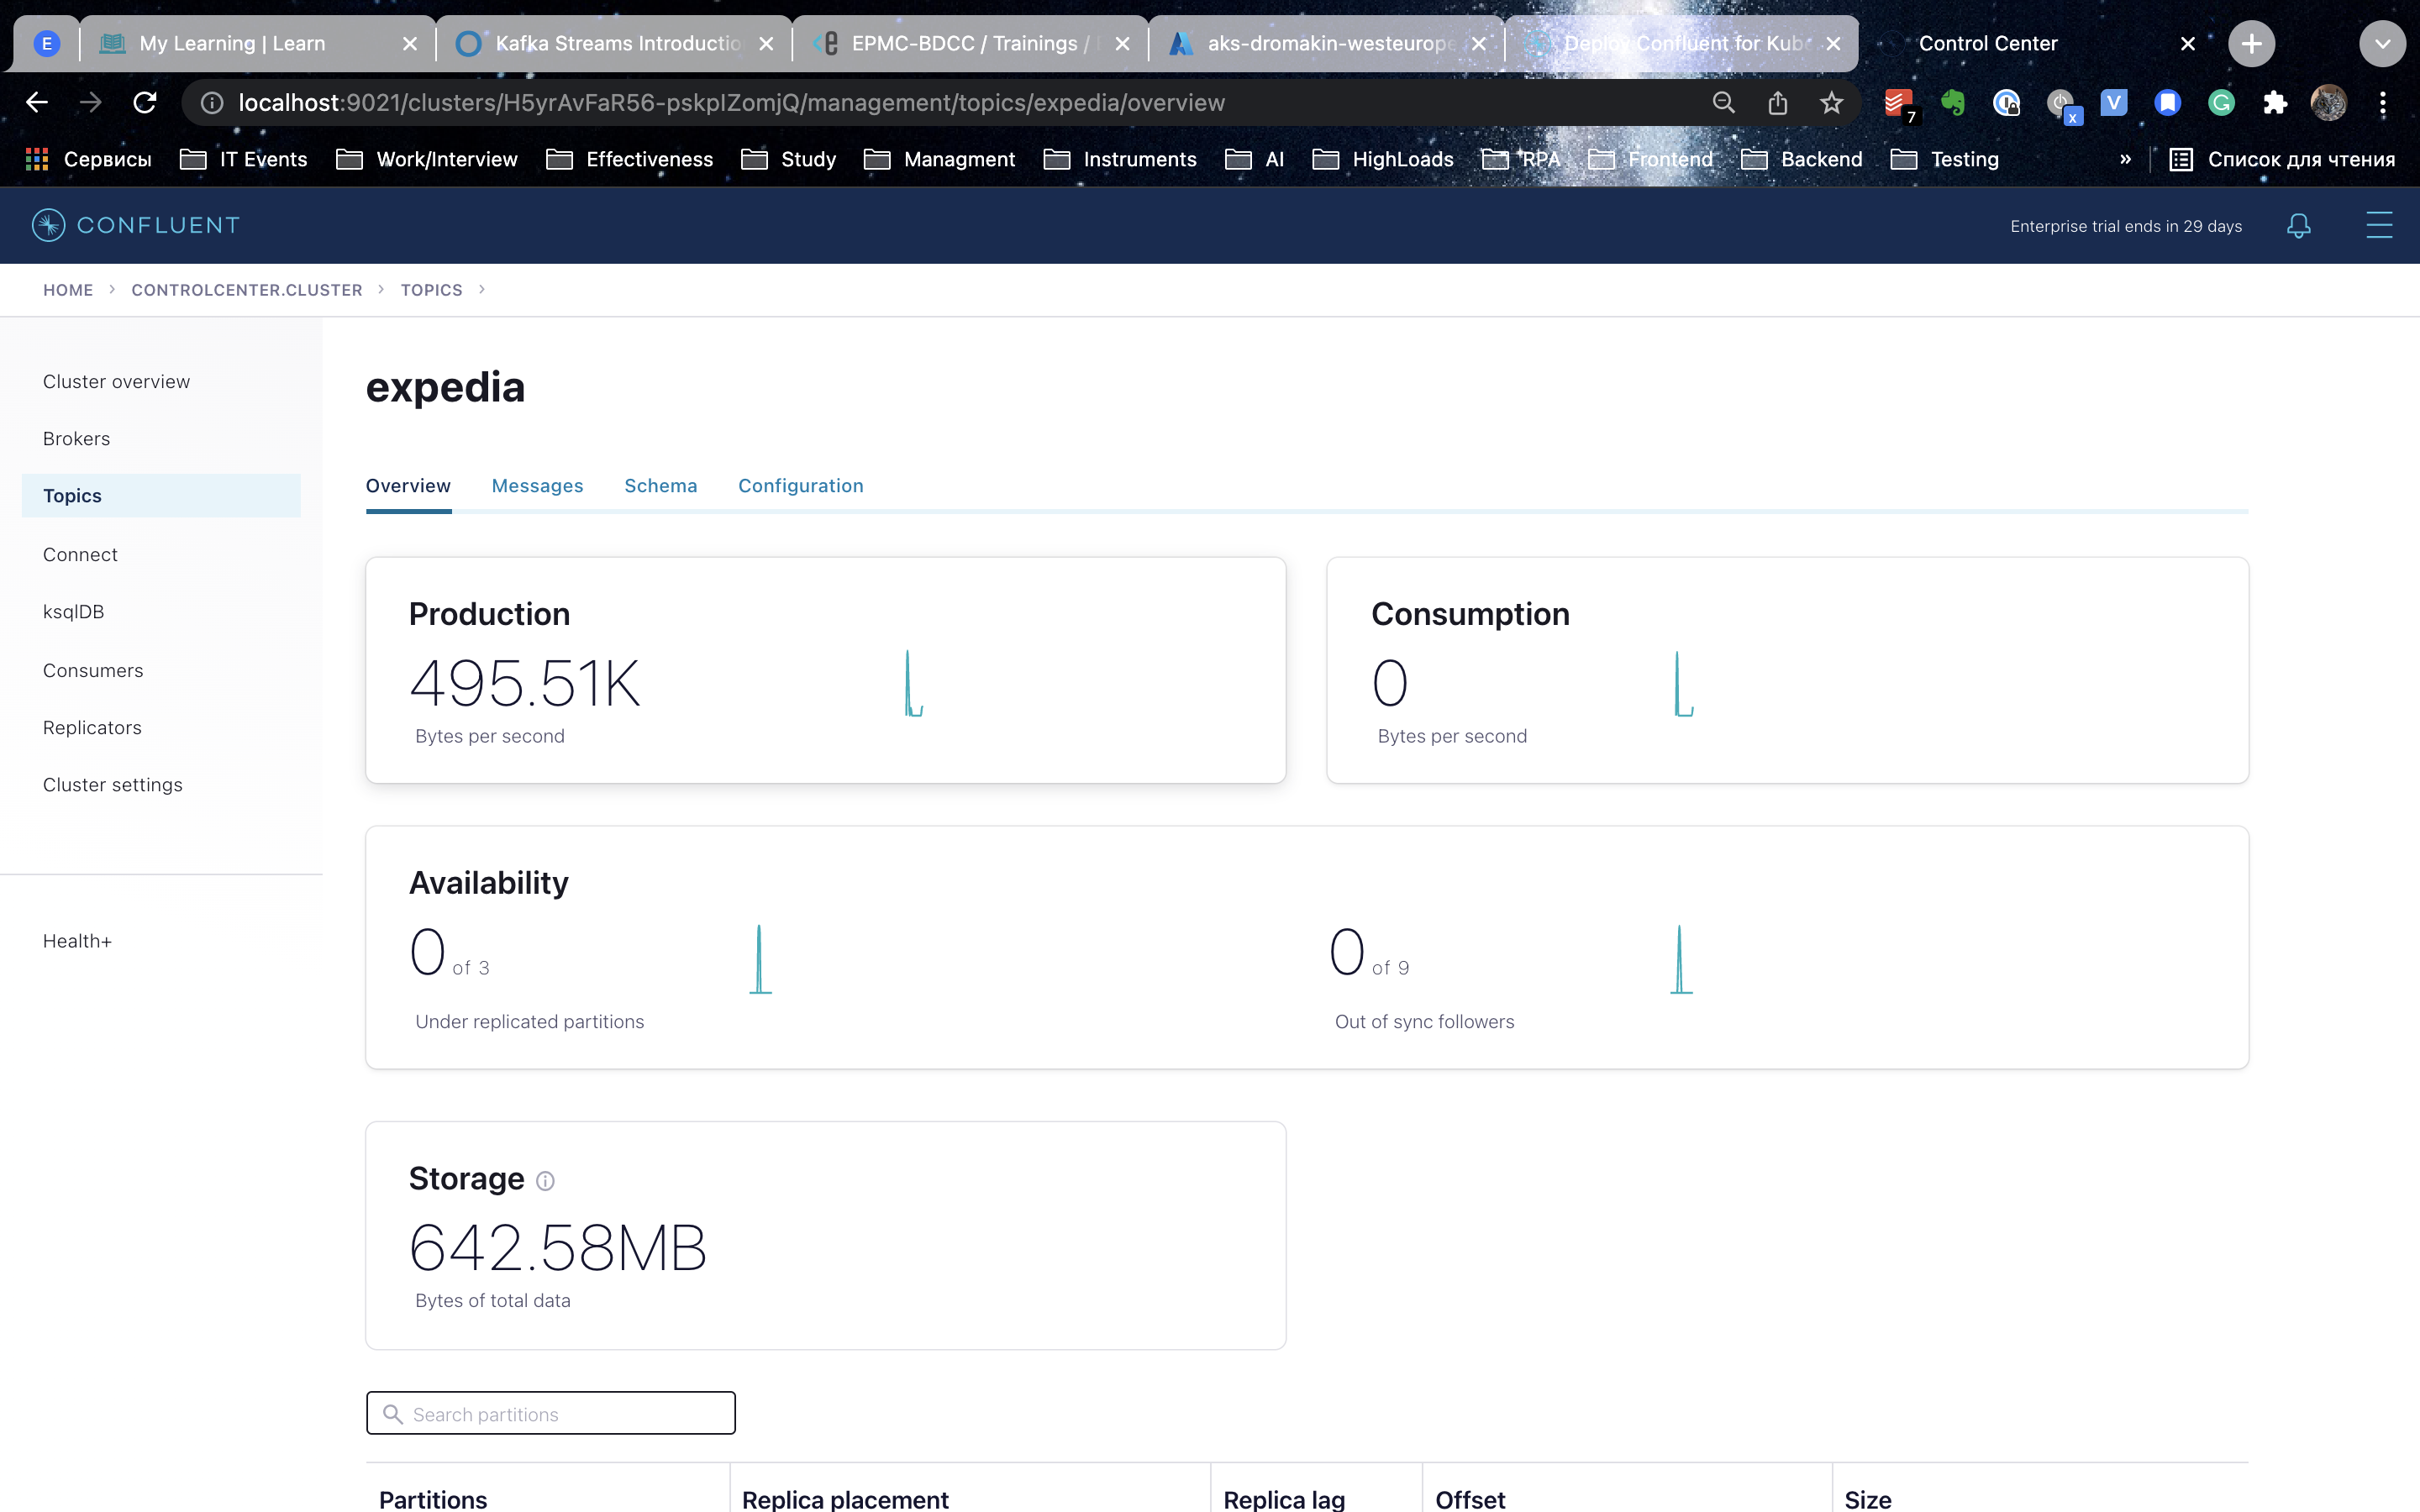 E
My Learning | Learn
Kafka Streams Introductio
EPMC-BDCC / Trainings /
aks-dromakin-westeurope
Deploy Confluent for Kube
Control Center
localhost:9021/clusters/H5yrAvFaR56-pskpIZomjQ/management/topics/expedia/overview
7
x
V
G
Сервисы
IT Events
Work/Interview
Effectiveness
Study
Managment
Instruments
AI
HighLoads
RPA
Frontend
Backend
Testing
»
Список для чтения
CONFLUENT
Enterprise trial ends in 29 days
HOME > CONTROLCENTER.CLUSTER > TOPICS >
Cluster overview
Brokers
Topics
Connect
ksqlDB
Consumers
Replicators
Cluster settings
Health+
expedia
Overview Messages Schema Configuration
Production
495.51K
Bytes per second
Consumption
0
Bytes per second
Availability
0 of 3
Under replicated partitions
0 of 9
Out of sync followers
Storage
642.58MB
Bytes of total data
Search partitions
Partitions Replica placement Replica lag Offset Size